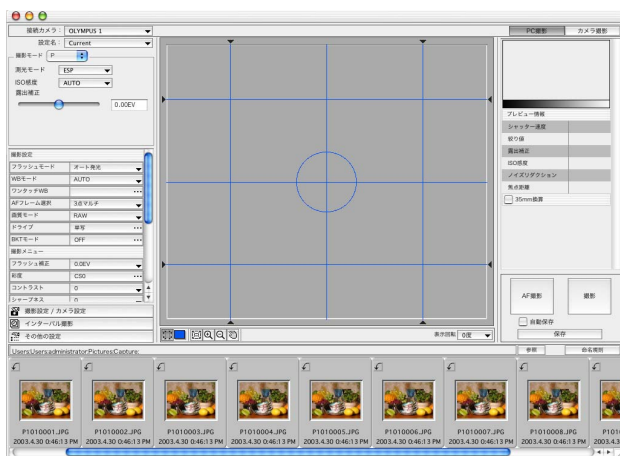 接続カメラ： OLYMPUS 1
PC撮影 カメラ撮影
設定名： Current
撮影モード P
測光モード ESP
ISO感度 AUTO
露出補正
0.00EV
プレビュー情報
シャッター速度
絞り値
露出補正
ISO感度
ノイズリダクション
焦点距離
35mm換算
撮影設定
フラッシュモード オート発光
WBモード AUTO
ワンタッチWB
AFフレーム選択 3点マルチ
画質モード RAW
ドライブ 単写
BKTモード OFF
撮影メニュー
フラッシュ補正 0.0EV
彩度 CS0
コントラスト 0
シャープネス 0
撮影設定 / カメラ設定
インターバル撮影
その他の設定
表示回転 0度
AF撮影 撮影
自動保存
保存
Users:Users:administrator:Pictures:Capture:
参照 命名規則
P1010001.JPG
2003.4.30 0:46:13 PM
P1010002.JPG
2003.4.30 0:46:13 PM
P1010003.JPG
2003.4.30 0:46:13 PM
P1010004.JPG
2003.4.30 0:46:13 PM
P1010005.JPG
2003.4.30 0:46:13 PM
P1010006.JPG
2003.4.30 0:46:13 PM
P1010007.JPG
2003.4.30 0:46:13 PM
P1010008.JPG
2003.4.30 0:46:13 PM
P1010
2003.4.30